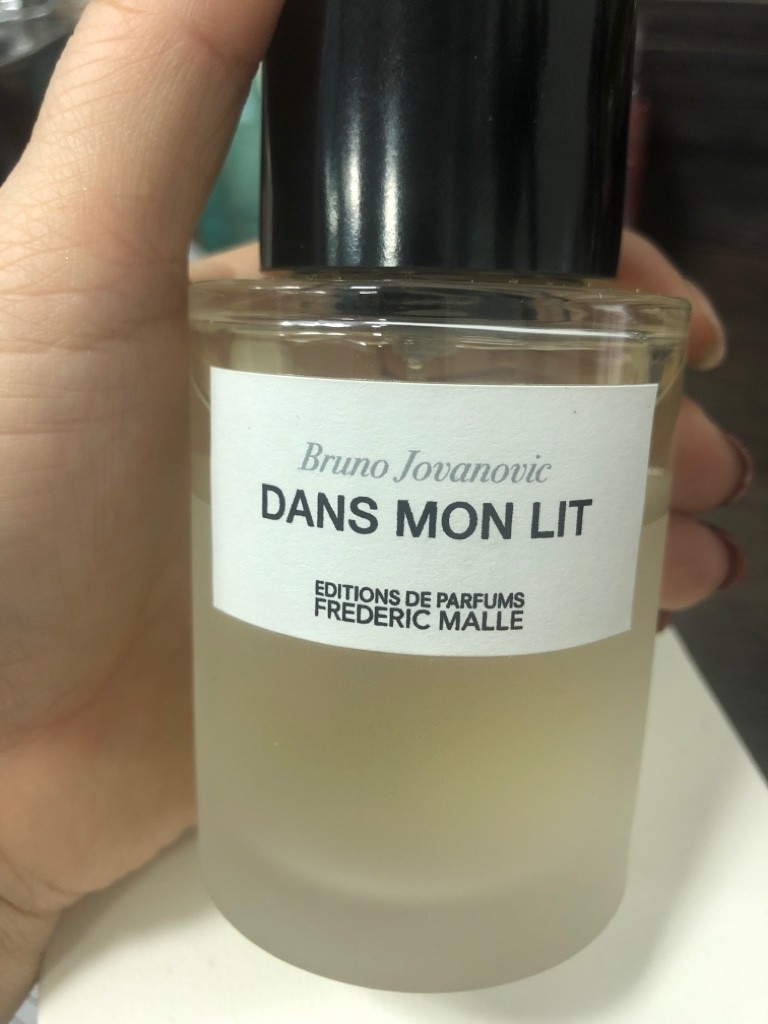 Bruno Jovanovic
DANS MON LIT
EDITIONS DE PARFUMS
FREDERIC MALLE